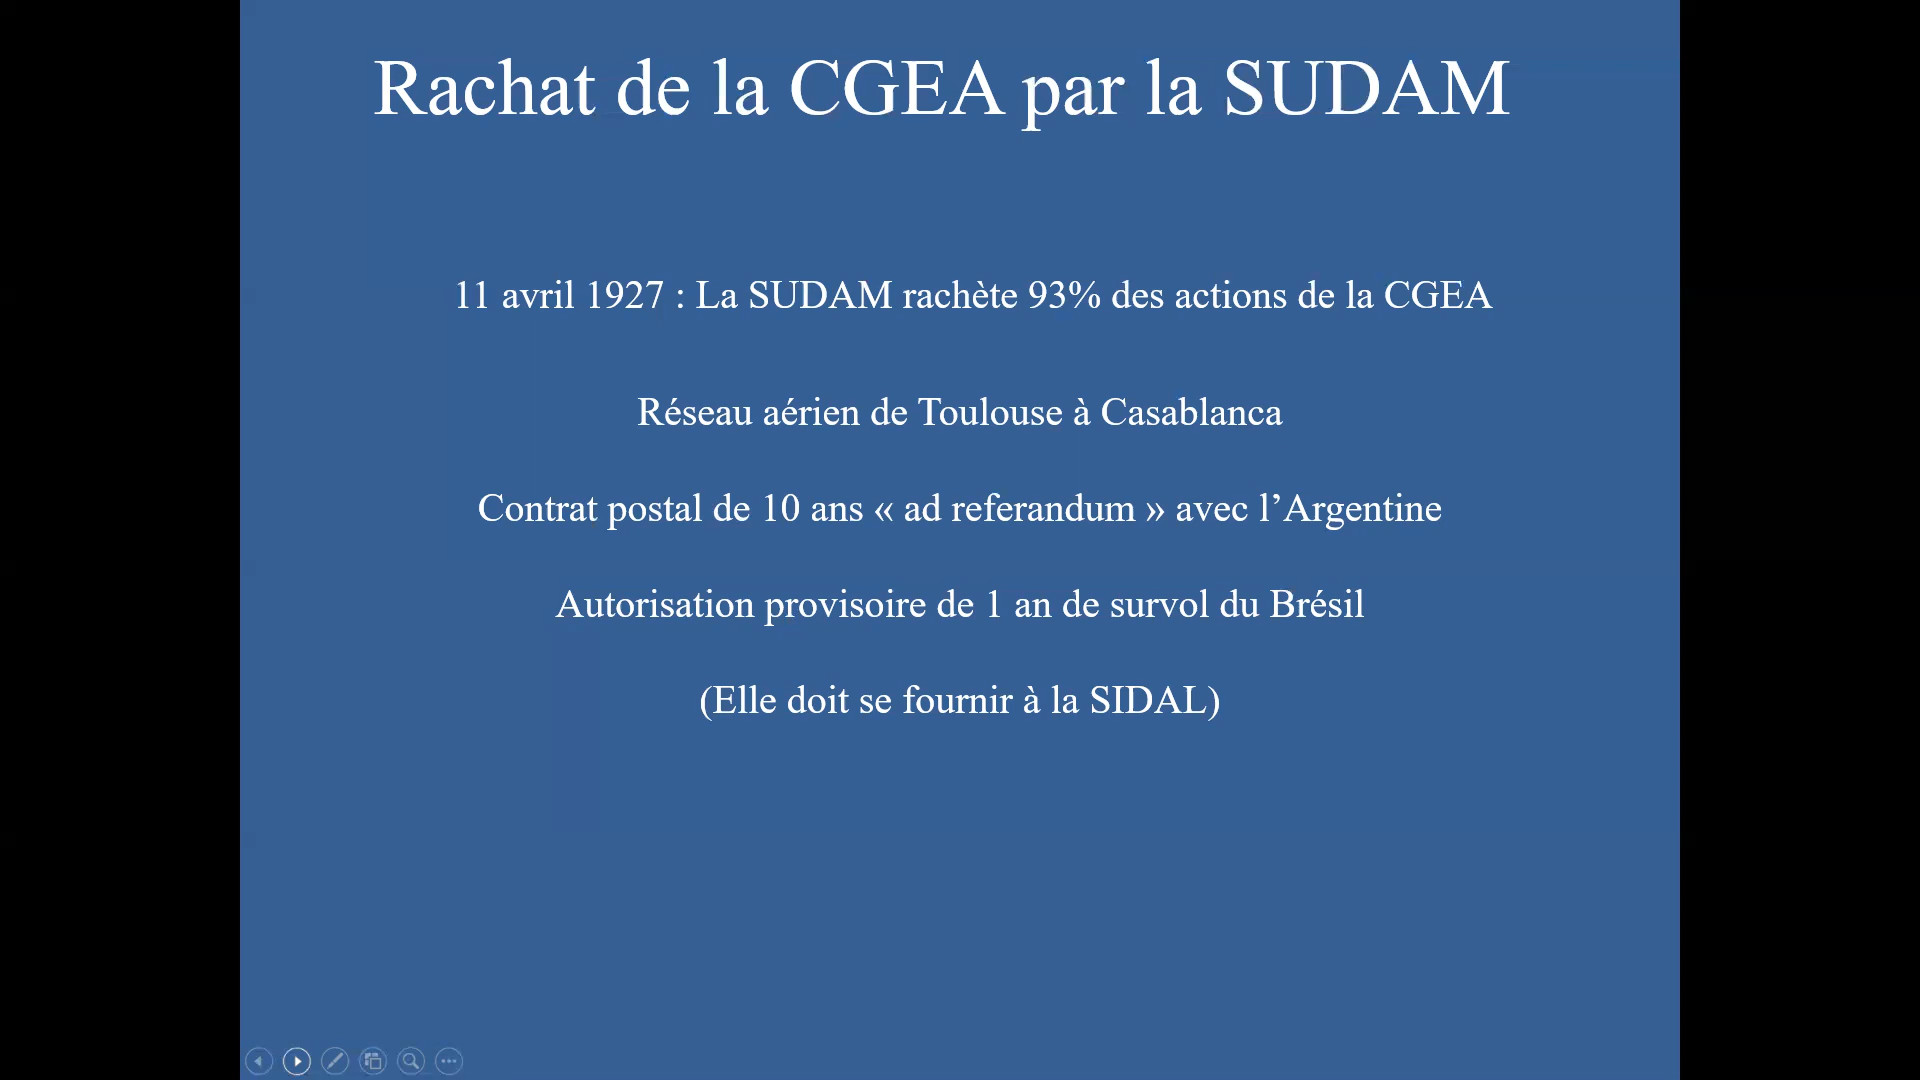 Rachat de la CGEA par la SUDAM
11 avril 1927 : La SUDAM rachète 93% des actions de la CGEA
Réseau aérien de Toulouse à Casablanca
Contrat postal de 10 ans « ad referandum » avec l’Argentine
Autorisation provisoire de 1 an de survol du Brésil
(Elle doit se fournir à la SIDAL)